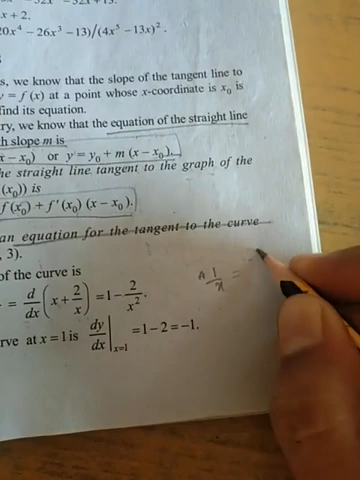 x + 2.
20x⁴ − 26x³ − 13)/(4x⁵ − 13x)².
s, we know that the slope of the tangent line to
y = f (x) at a point whose x-coordinate is x₀ is
find its equation.
ry, we know that the equation of the straight line
h slope m is
x − x₀) or y = y₀ + m (x − x₀).
he straight line tangent to the graph of the
(x₀)) is
f(x₀) + f′(x₀) (x − x₀).
an equation for the tangent to the curve
, 3).
of the curve is
= d/dx (x + 2/x) = 1 − 2/x².
1/x =
rve at x = 1 is dy/dx |ₓ₌₁ = 1 − 2 = −1.